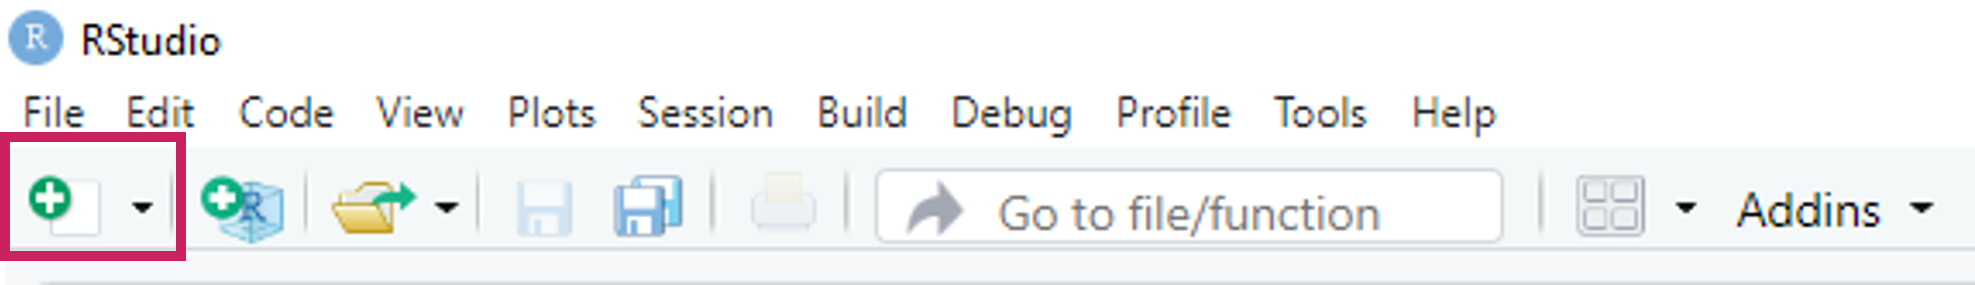 R RStudio
File Edit Code View Plots Session Build Debug Profile Tools Help
R Go to file/function Addins